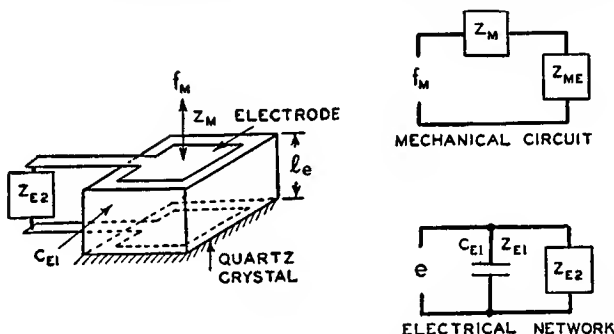 f_M
Z_M
ELECTRODE
ℓ_e
Z_E2
C_E1
QUARTZ
CRYSTAL
Z_M
f_M
Z_ME
MECHANICAL CIRCUIT
e
C_E1
Z_E1
Z_E2
ELECTRICAL NETWORK